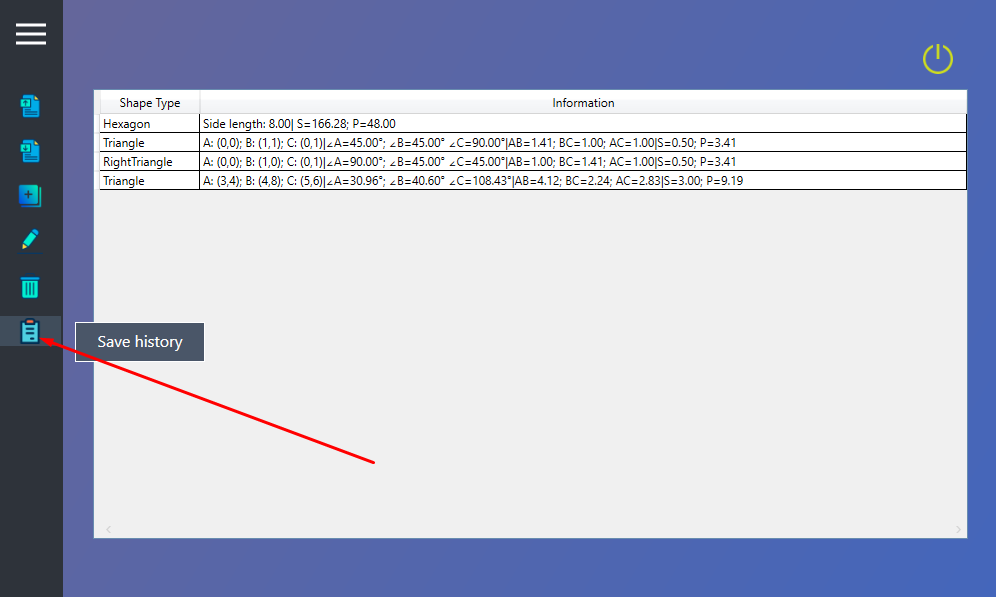 Shape Type Information
Hexagon Side length: 8.00| S=166.28; P=48.00
Triangle A: (0,0); B: (1,1); C: (0,1)|∠A=45.00°; ∠B=45.00° ∠C=90.00°|AB=1.41; BC=1.00; AC=1.00|S=0.50; P=3.41
RightTriangle A: (0,0); B: (1,0); C: (0,1)|∠A=90.00°; ∠B=45.00° ∠C=45.00°|AB=1.00; BC=1.41; AC=1.00|S=0.50; P=3.41
Triangle A: (3,4); B: (4,8); C: (5,6)|∠A=30.96°; ∠B=40.60° ∠C=108.43°|AB=4.12; BC=2.24; AC=2.83|S=3.00; P=9.19
Save history